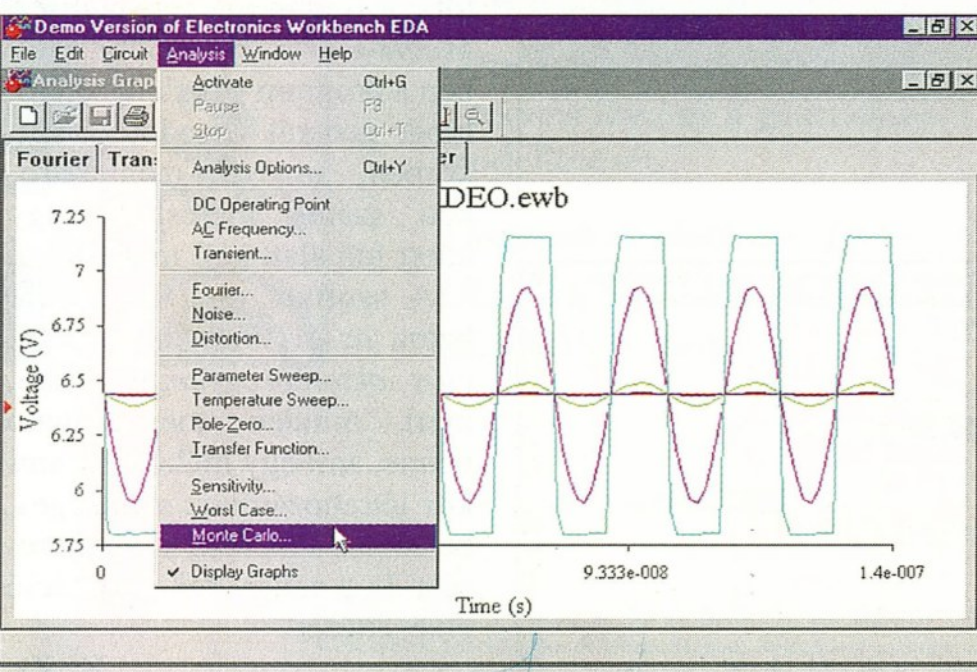 Demo Version of Electronics Workbench EDA
File Edit Circuit Analysis Window Help
Analysis Grap
Activate Ctrl+G
Pause F9
Stop Ctrl+T
Analysis Options... Ctrl+Y
DC Operating Point
AC Frequency...
Transient...
Fourier...
Noise...
Distortion...
Parameter Sweep...
Temperature Sweep...
Pole-Zero...
Transfer Function...
Sensitivity...
Worst Case...
Monte Carlo...
✓ Display Graphs
Fourier Trans er
DEO.ewb
Voltage (V)
7.25
7
6.75
6.5
6.25
6
5.75
0 9.333e-008 1.4e-007
Time (s)